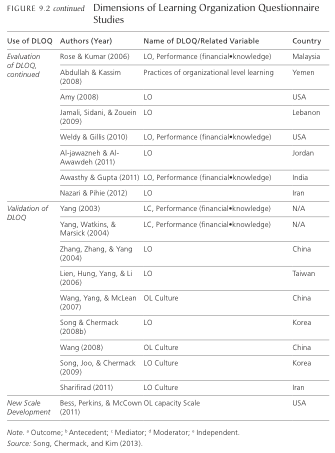 FIGURE 9.2 continued Dimensions of Learning Organization Questionnaire
Studies
Use of DLOQ Authors (Year) Name of DLOQ/Related Variable Country
Evaluation Rose & Kumar (2006) LO, Performance (financial•knowledge) Malaysia
of DLOQ,
continued Abdullah & Kassim Practices of organizational level learning Yemen
(2008)
Amy (2008) LO USA
Jamali, Sidani, & Zouein LO Lebanon
(2009)
Weldy & Gillis (2010) LO, Performance (financial•knowledge) USA
Al-jawazneh & Al- LO Jordan
Awawdeh (2011)
Awasthy & Gupta (2011) LO, Performance (financial•knowledge) India
Nazari & Pihie (2012) LO Iran
Validation of Yang (2003) LC, Performance (financial•knowledge) N/A
DLOQ
Yang, Watkins, & LC, Performance (financial•knowledge) N/A
Marsick (2004)
Zhang, Zhang, & Yang LO China
(2004)
Lien, Hung, Yang, & Li LO Taiwan
(2006)
Wang, Yang, & McLean OL Culture China
(2007)
Song & Chermack LO Korea
(2008b)
Wang (2008) OL Culture China
Song, Joo, & Chermack LO Culture Korea
(2009)
Sharifirad (2011) LO Culture Iran
New Scale Bess, Perkins, & McCown OL capacity Scale USA
Development (2011)
Note. ᵃ Outcome; ᵇ Antecedent; ᶜ Mediator; ᵈ Moderator; ᵉ Independent.
Source: Song, Chermack, and Kim (2013).